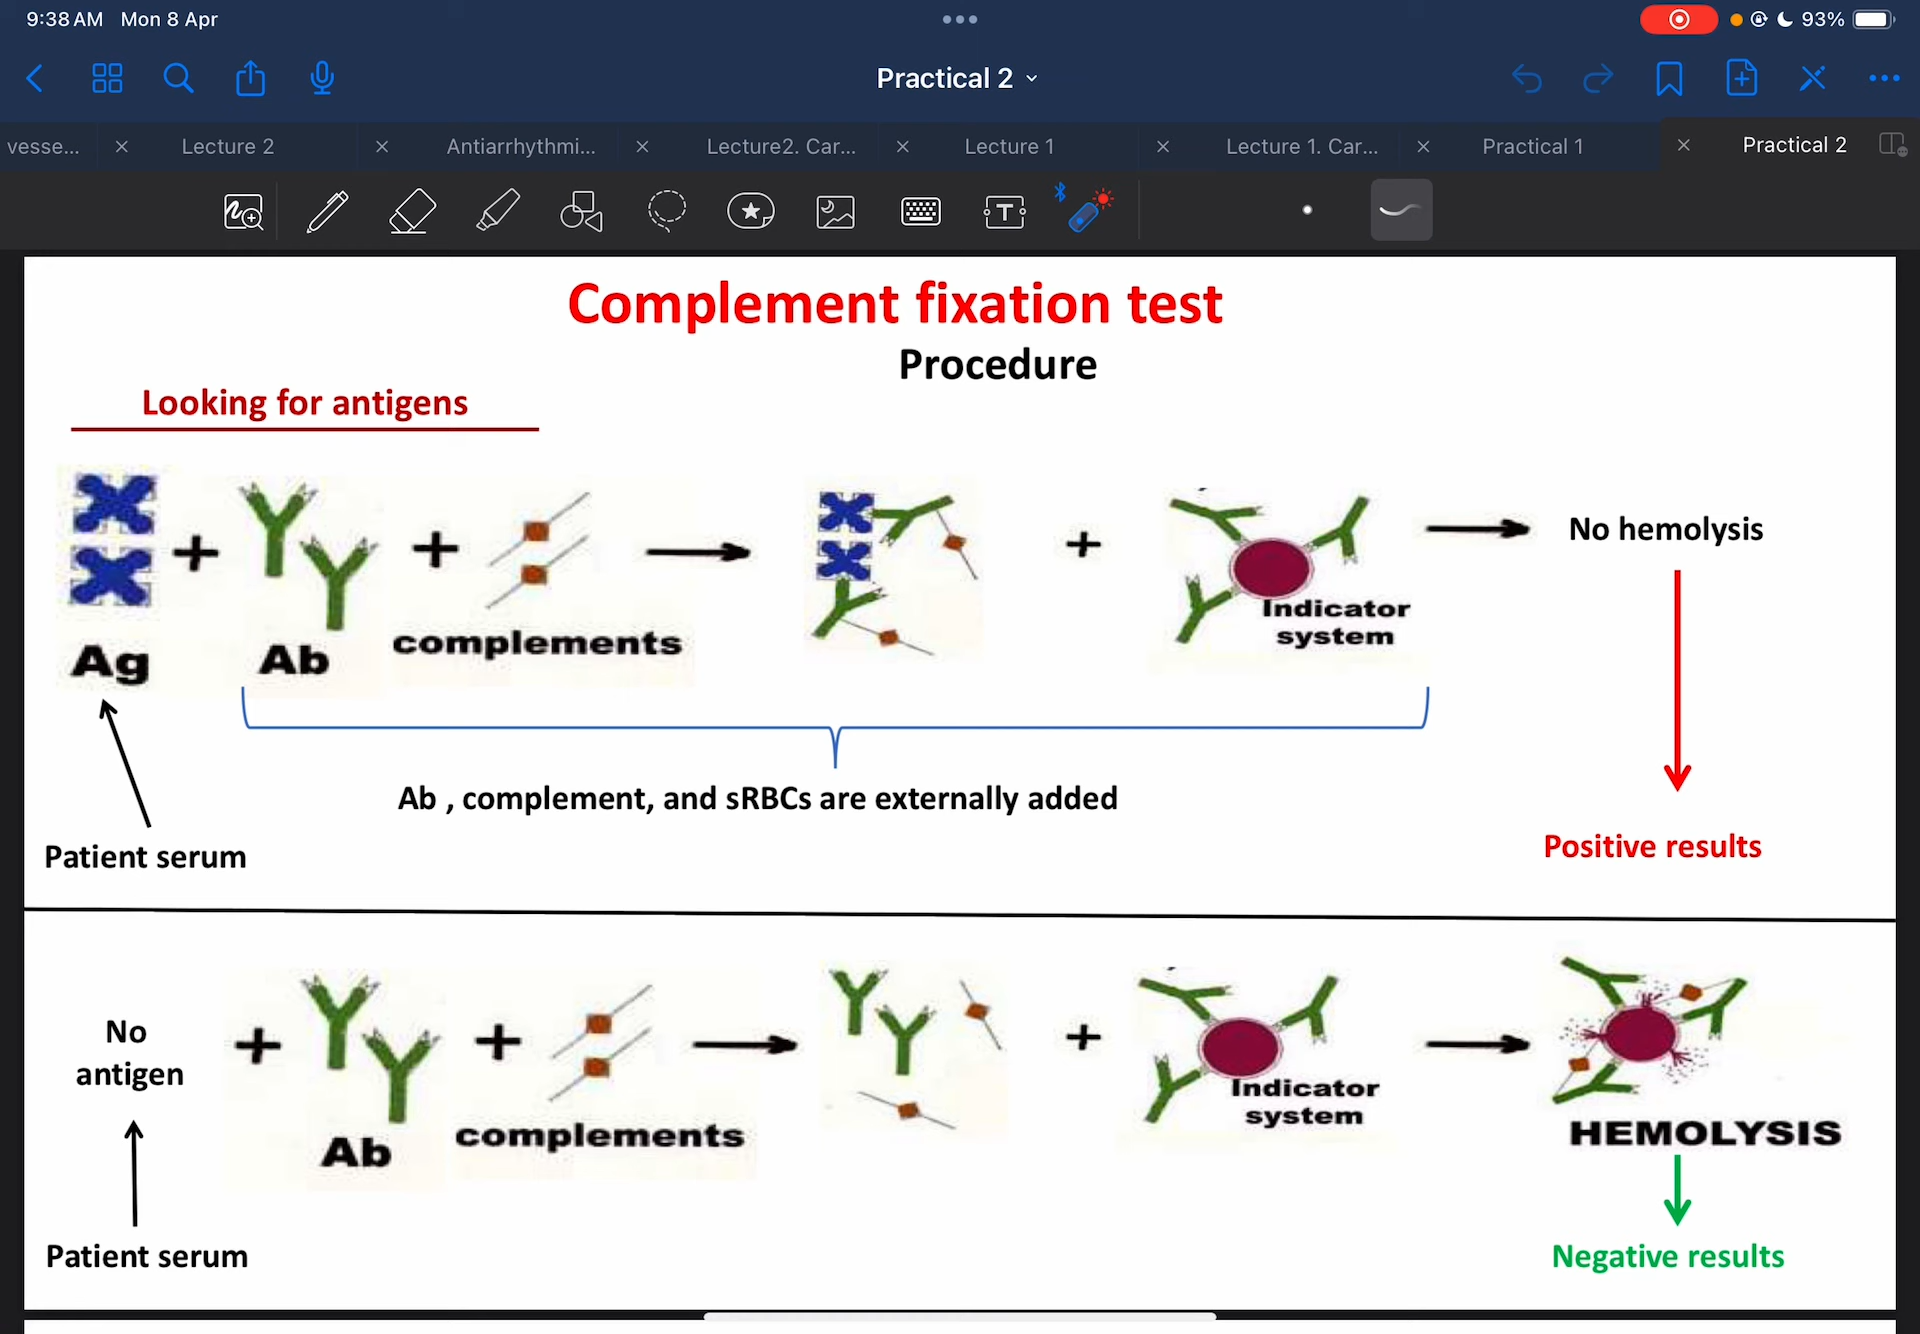 9:38 AM Mon 8 Apr
93%
Practical 2
vesse...
Lecture 2
Antiarrhythmi...
Lecture2. Car...
Lecture 1
Lecture 1. Car...
Practical 1
Practical 2
Complement fixation test
Procedure
Looking for antigens
Ag
+
Ab
+
complements
+
Indicator
system
No hemolysis
Ab , complement, and sRBCs are externally added
Patient serum
Positive results
No
antigen
+
Ab
+
complements
+
Indicator
system
HEMOLYSIS
Patient serum
Negative results